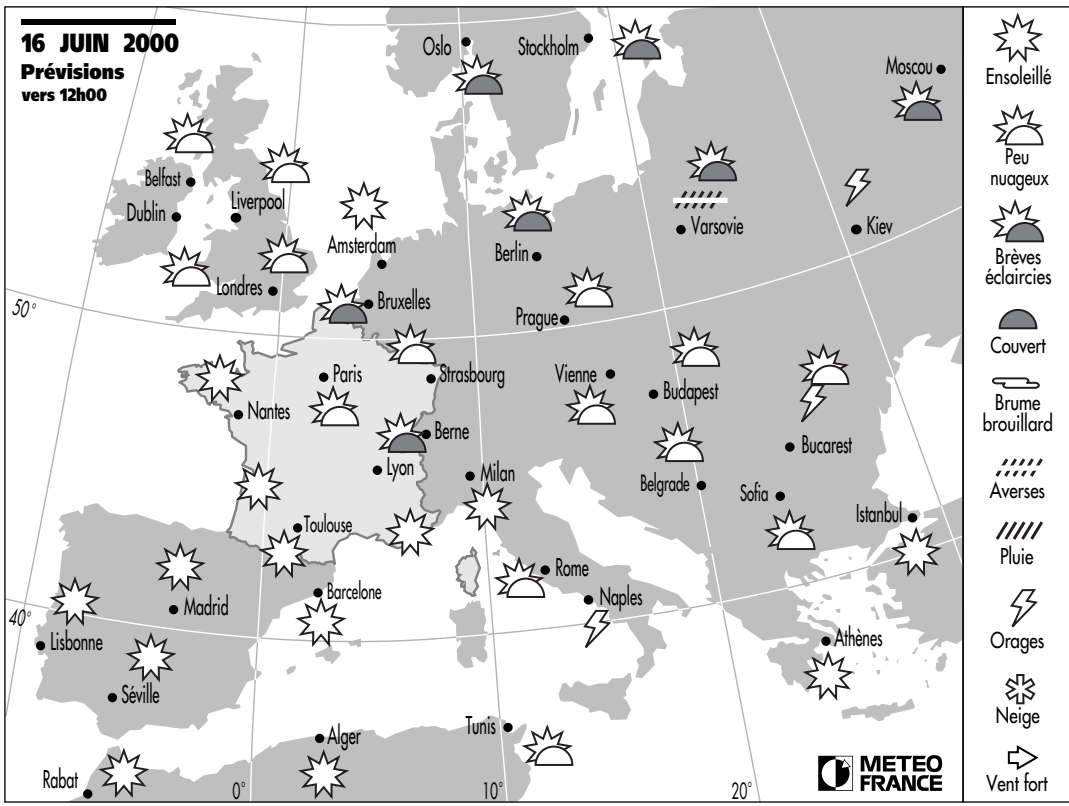 16 JUIN 2000
Prévisions
vers 12h00
Oslo
Stockholm
Moscou
Belfast
Dublin
Liverpool
Amsterdam
Londres
Bruxelles
Berlin
Varsovie
Kiev
50°
Prague
Paris
Strasbourg
Vienne
Budapest
Nantes
Berne
Bucarest
Lyon
Milan
Belgrade
Sofia
Istanbul
Toulouse
Rome
Barcelone
Naples
40°
Madrid
Lisbonne
Athènes
Séville
Tunis
Alger
Rabat
0°
10°
20°
METEO
FRANCE
Ensoleillé
Peu
nuageux
Brèves
éclaircies
Couvert
Brume
brouillard
Averses
Pluie
Orages
Neige
Vent fort